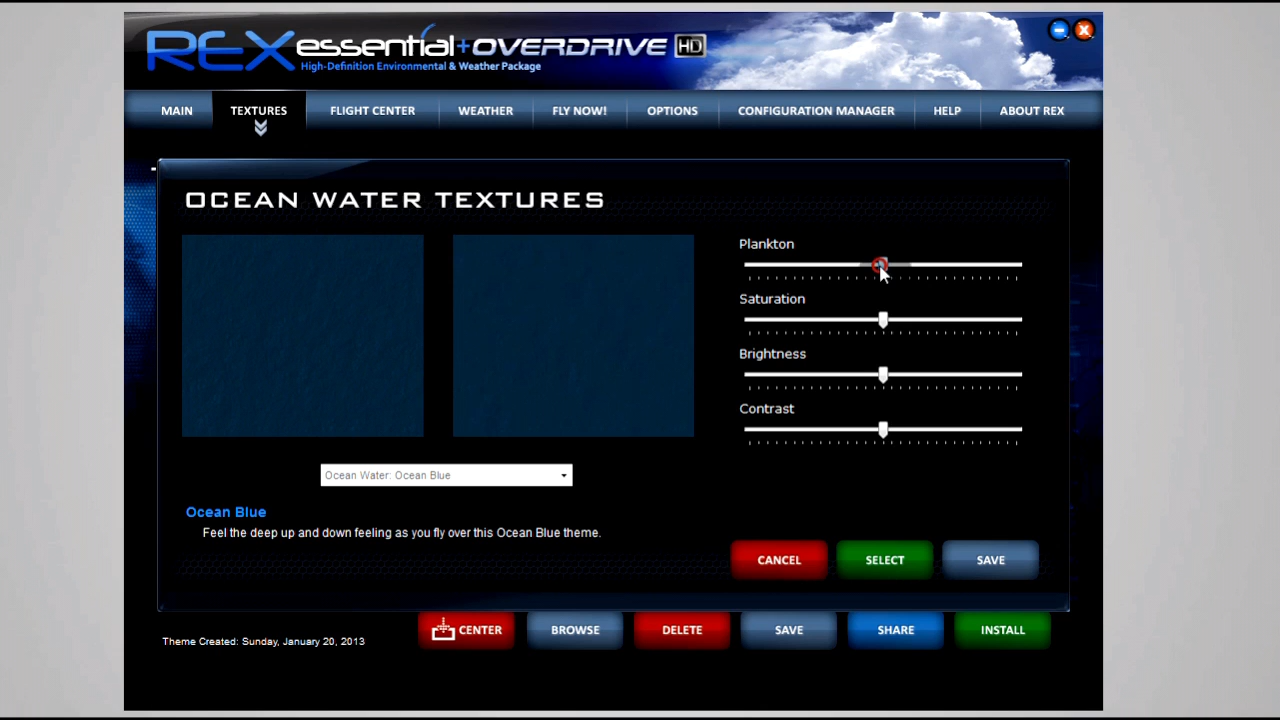 REX essential + OVERDRIVE HD
High-Definition Environmental & Weather Package
MAIN TEXTURES FLIGHT CENTER WEATHER FLY NOW! OPTIONS CONFIGURATION MANAGER HELP ABOUT REX
OCEAN WATER TEXTURES
Plankton
Saturation
Brightness
Contrast
Ocean Water: Ocean Blue
Ocean Blue
Feel the deep up and down feeling as you fly over this Ocean Blue theme.
CANCEL SELECT SAVE
Theme Created: Sunday, January 20, 2013
CENTER BROWSE DELETE SAVE SHARE INSTALL